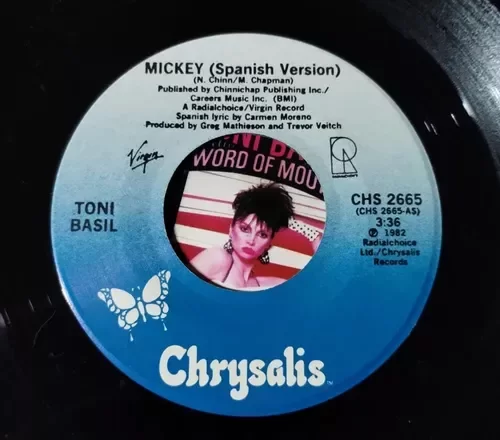 MICKEY (Spanish Version)
(N. Chinn/M. Chapman)
Published by Chinnichap Publishing Inc./
Careers Music Inc. (BMI)
A Radialchoice/Virgin Record
Spanish lyric by Carmen Moreno
Produced by Greg Mathieson and Trevor Veitch
Virgin
WORD OF MOU
TONI
BASIL
CHS 2665
(CHS 2665-AS)
3:36
℗ 1982
Radialchoice
Ltd./Chrysalis
Records
Chrysalis